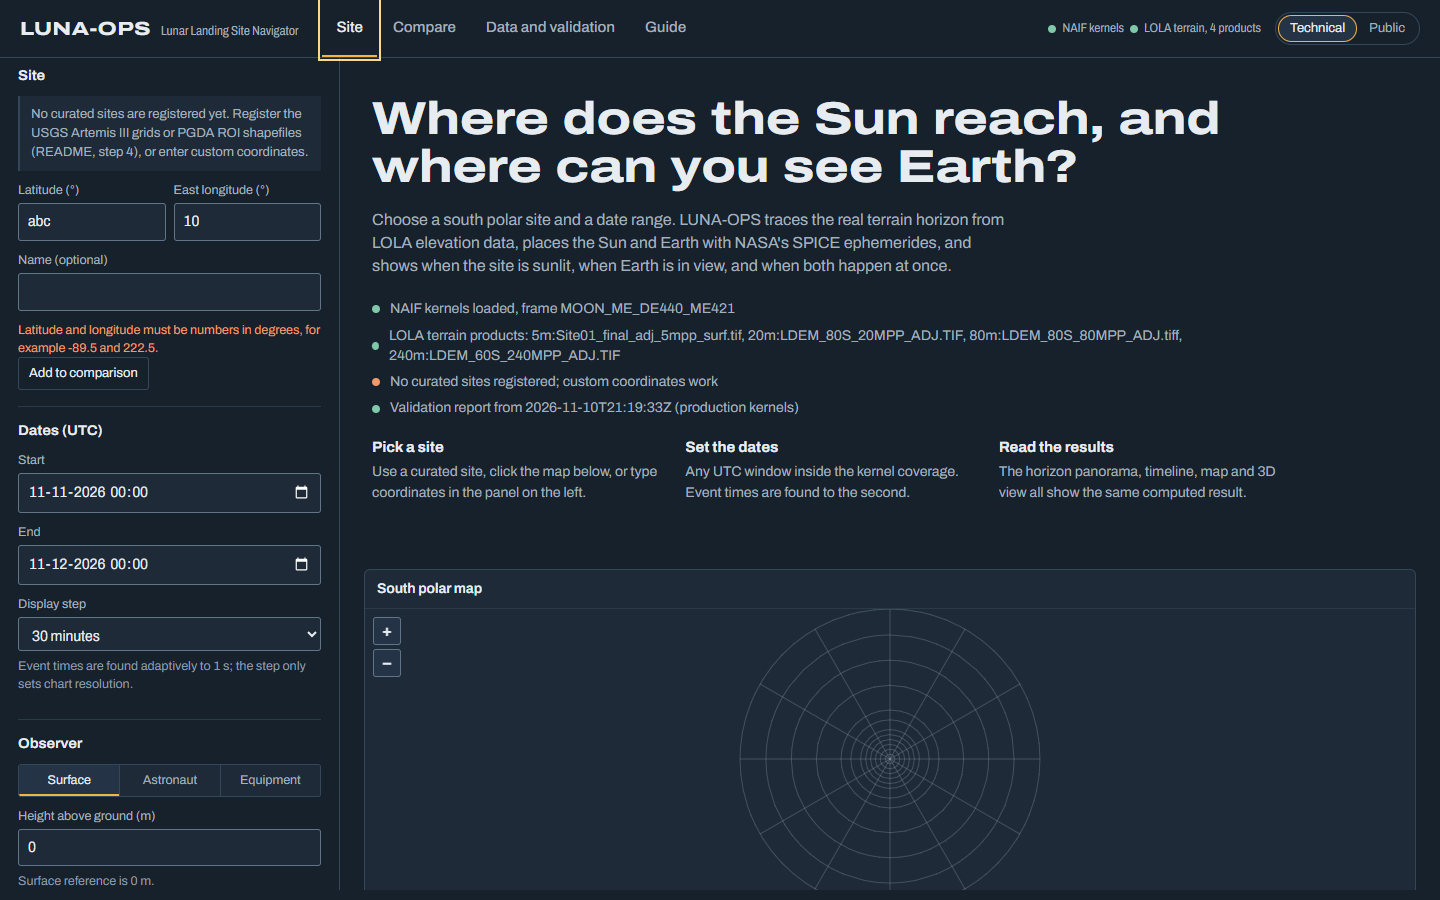 LUNA-OPS Lunar Landing Site Navigator
Site
Compare
Data and validation
Guide
NAIF kernels
LOLA terrain, 4 products
Technical
Public
Site
No curated sites are registered yet. Register the
USGS Artemis III grids or PGDA ROI shapefiles
(README, step 4), or enter custom coordinates.
Latitude (°)
East longitude (°)
abc
10
Name (optional)
Latitude and longitude must be numbers in degrees, for
example -89.5 and 222.5.
Add to comparison
Dates (UTC)
Start
11-11-2026 00:00
End
11-12-2026 00:00
Display step
30 minutes
Event times are found adaptively to 1 s; the step only
sets chart resolution.
Observer
Surface
Astronaut
Equipment
Height above ground (m)
0
Surface reference is 0 m.
Where does the Sun reach, and
where can you see Earth?
Choose a south polar site and a date range. LUNA-OPS traces the real terrain horizon from
LOLA elevation data, places the Sun and Earth with NASA's SPICE ephemerides, and
shows when the site is sunlit, when Earth is in view, and when both happen at once.
NAIF kernels loaded, frame MOON_ME_DE440_ME421
LOLA terrain products: 5m:Site01_final_adj_5mpp_surf.tif, 20m:LDEM_80S_20MPP_ADJ.TIF, 80m:LDEM_80S_80MPP_ADJ.tiff,
240m:LDEM_60S_240MPP_ADJ.TIF
No curated sites registered; custom coordinates work
Validation report from 2026-11-10T21:19:33Z (production kernels)
Pick a site
Use a curated site, click the map below, or type
coordinates in the panel on the left.
Set the dates
Any UTC window inside the kernel coverage.
Event times are found to the second.
Read the results
The horizon panorama, timeline, map and 3D
view all show the same computed result.
South polar map
+
−